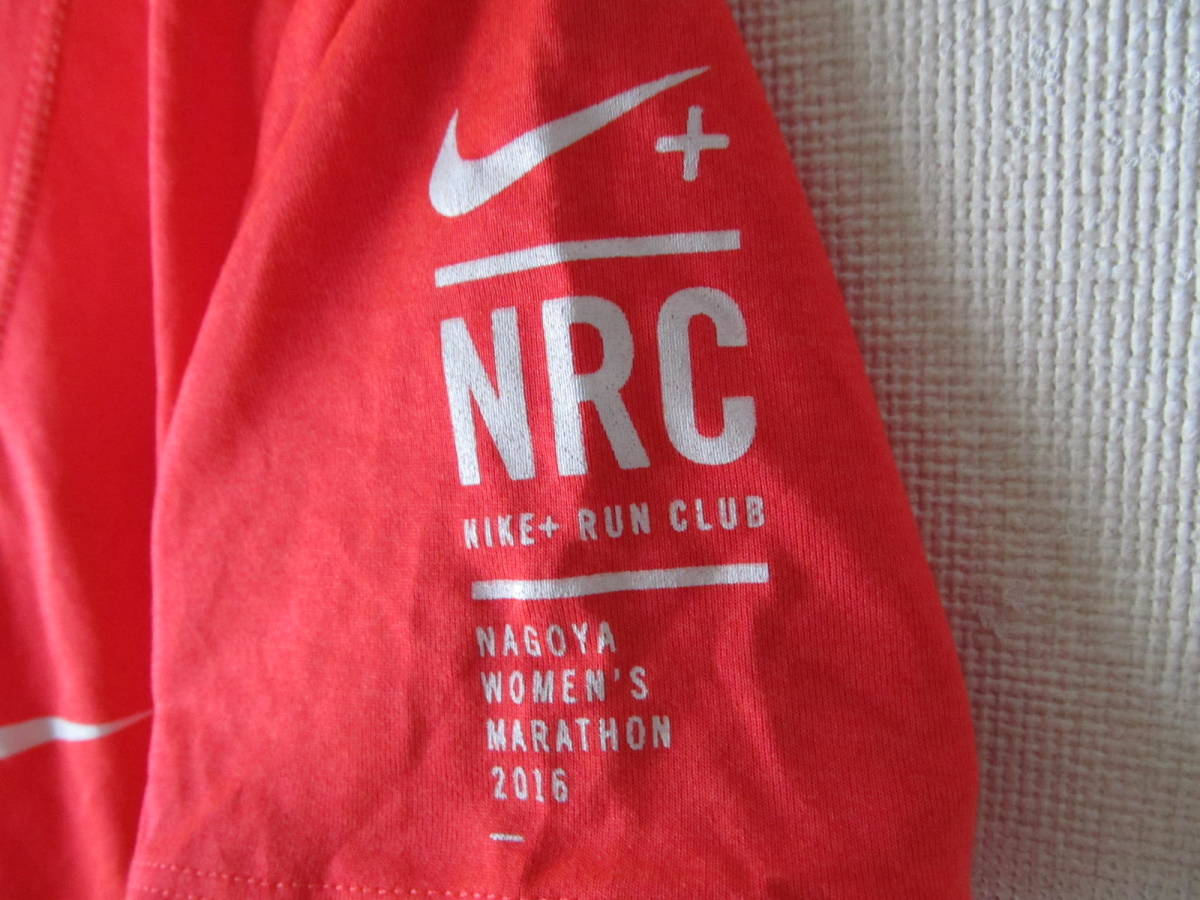 +
NRC
NIKE+ RUN CLUB
NAGOYA
WOMEN'S
MARATHON
2016